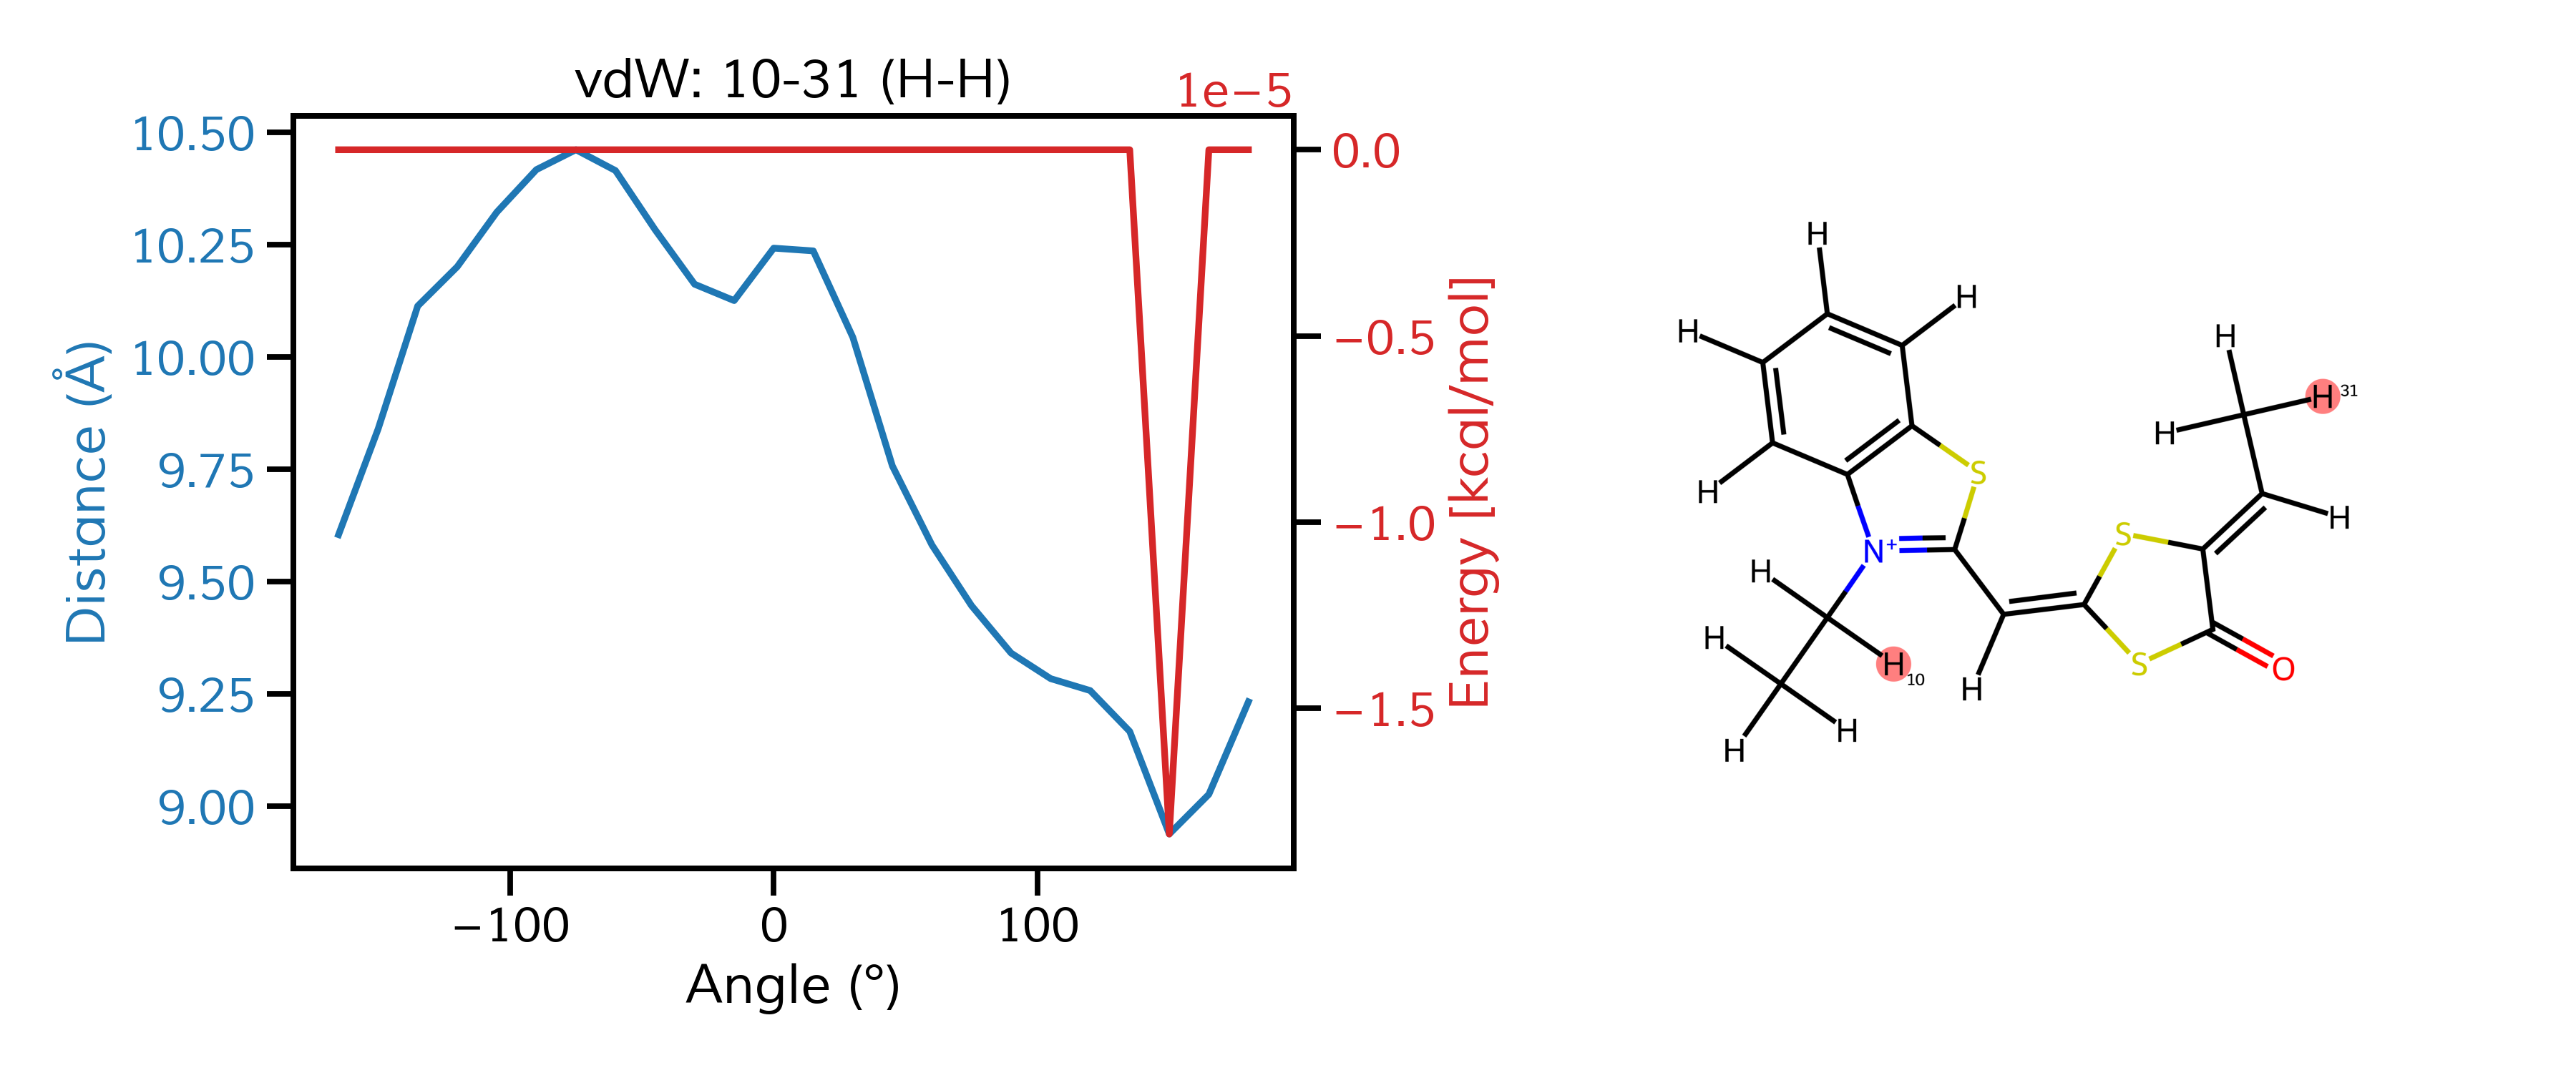 vdW: 10-31 (H-H)
1e−5
10.50
10.25
10.00
9.75
9.50
9.25
9.00
Distance (Å)
−100
0
100
Angle (°)
0.0
−0.5
−1.0
−1.5
Energy [kcal/mol]
H
H
H
H
H
H 31
H
H
S
H
S
N+
H
H
H 10
S
O
H
H
H